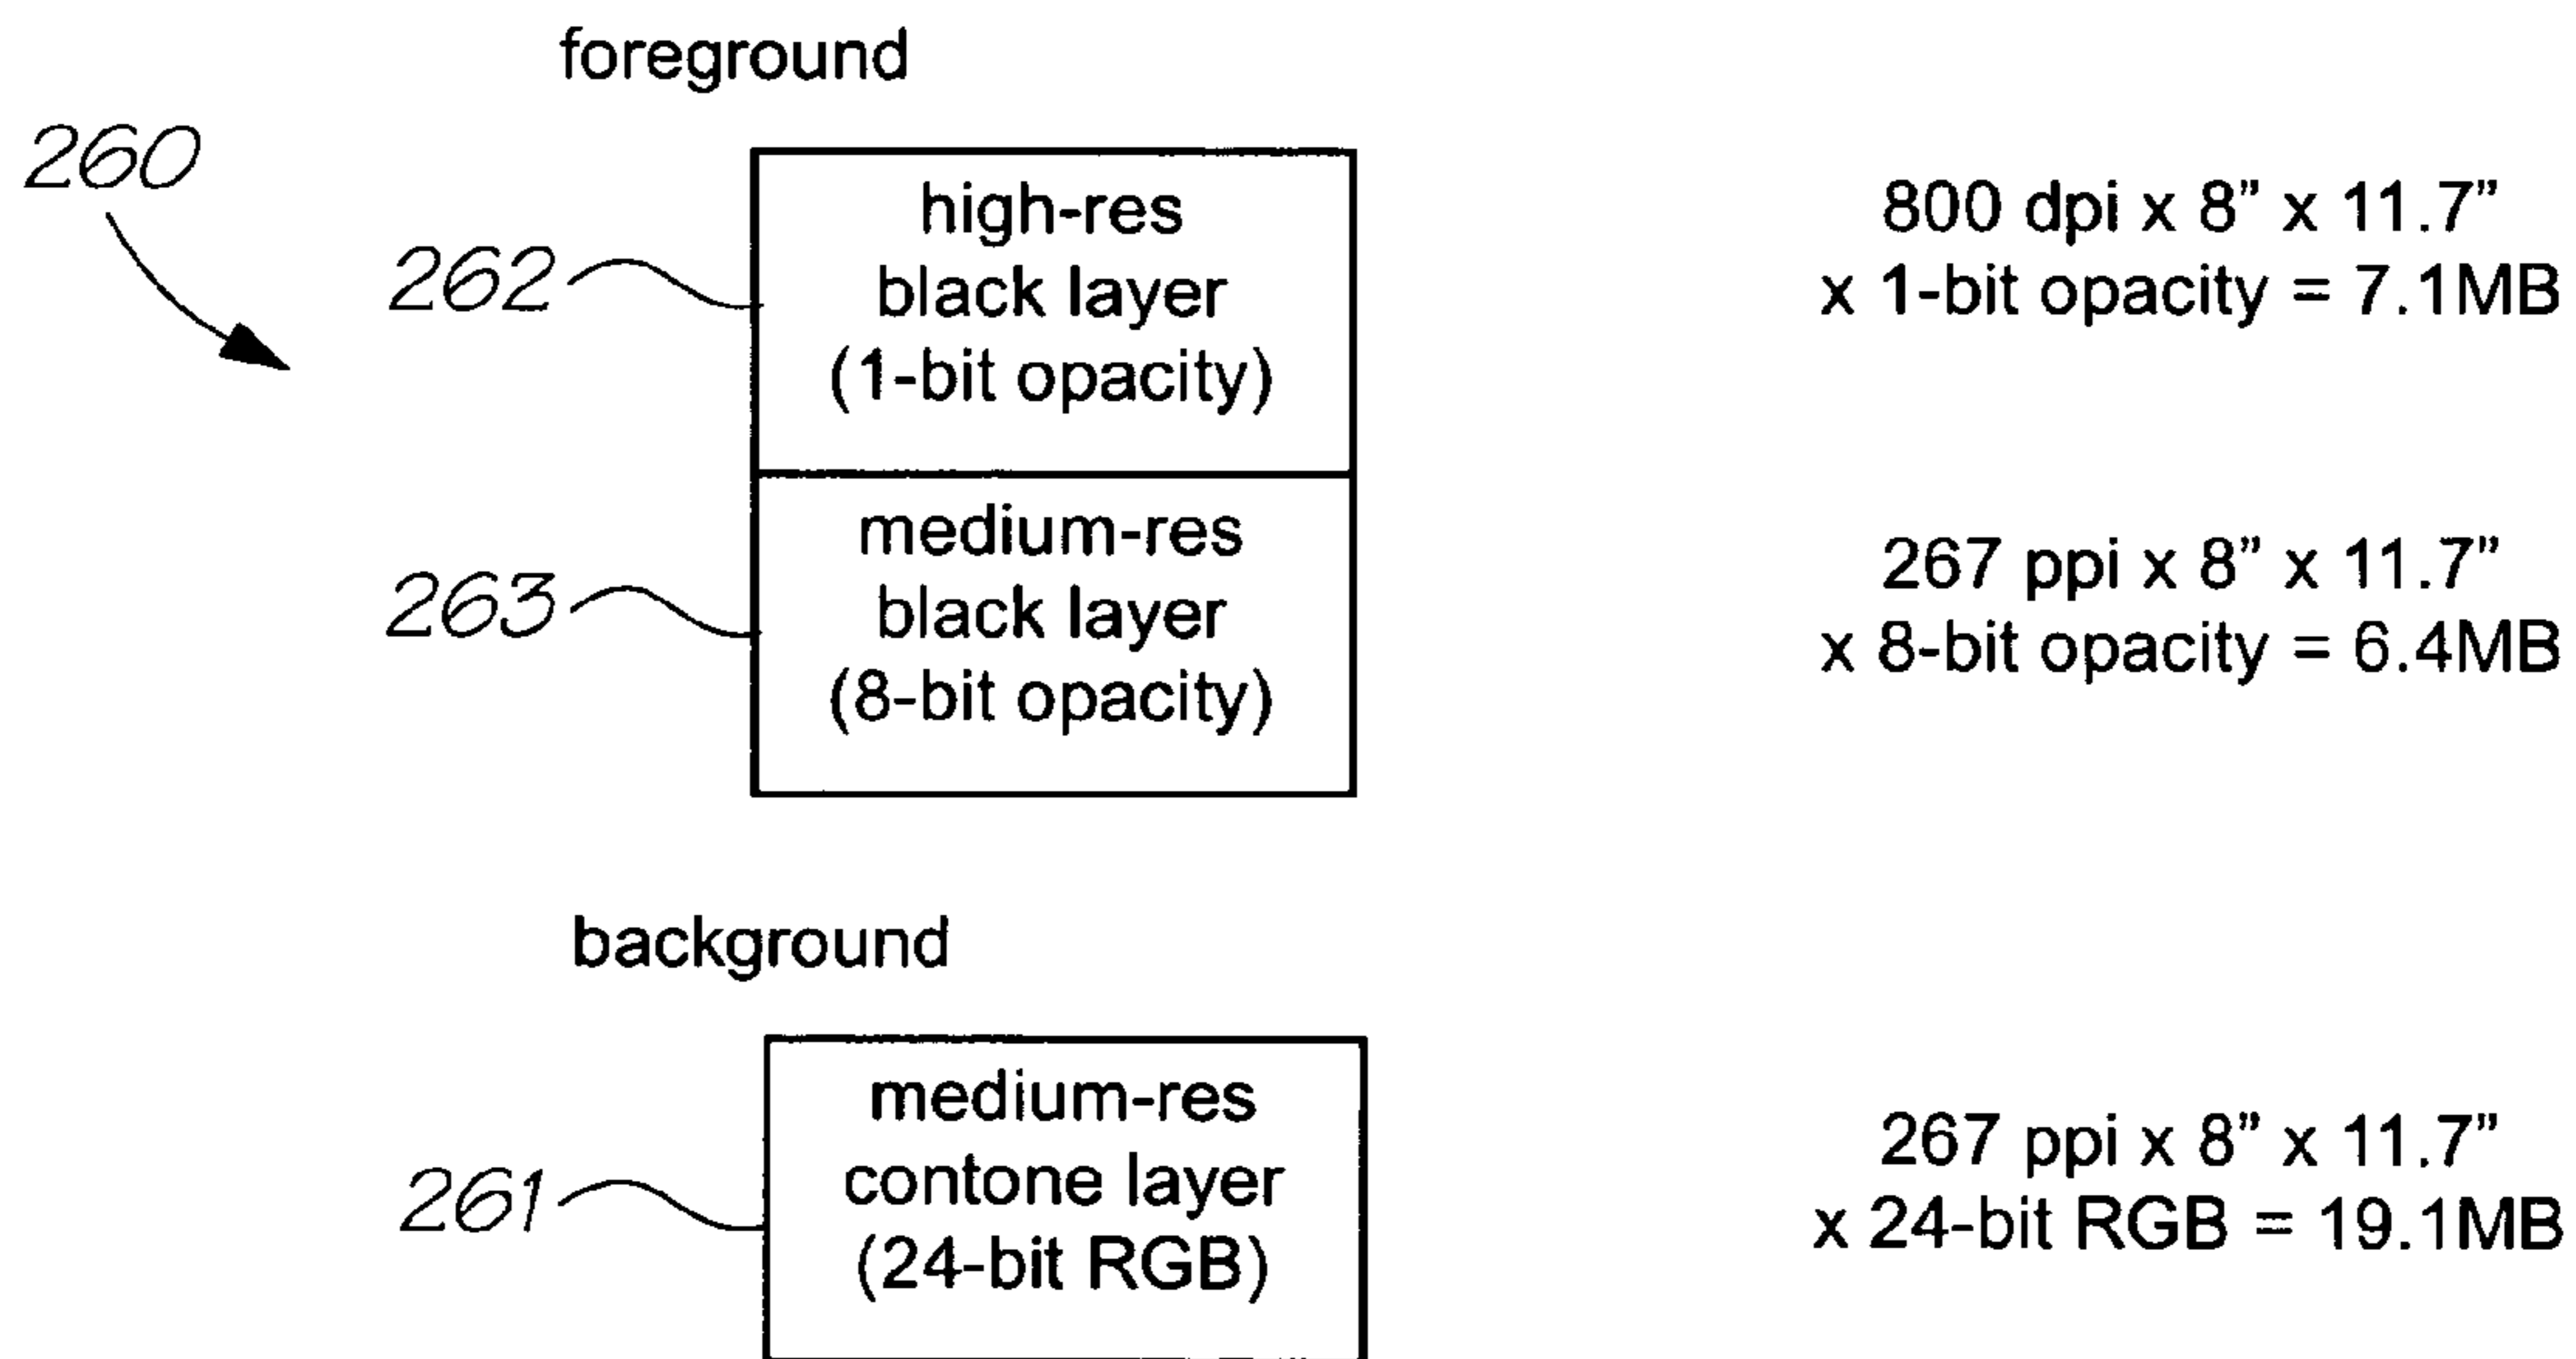 foreground
260
262
high-res
black layer
(1-bit opacity)
800 dpi x 8” x 11.7”
x 1-bit opacity = 7.1MB
263
medium-res
black layer
(8-bit opacity)
267 ppi x 8” x 11.7”
x 8-bit opacity = 6.4MB
background
261
medium-res
contone layer
(24-bit RGB)
267 ppi x 8” x 11.7”
x 24-bit RGB = 19.1MB